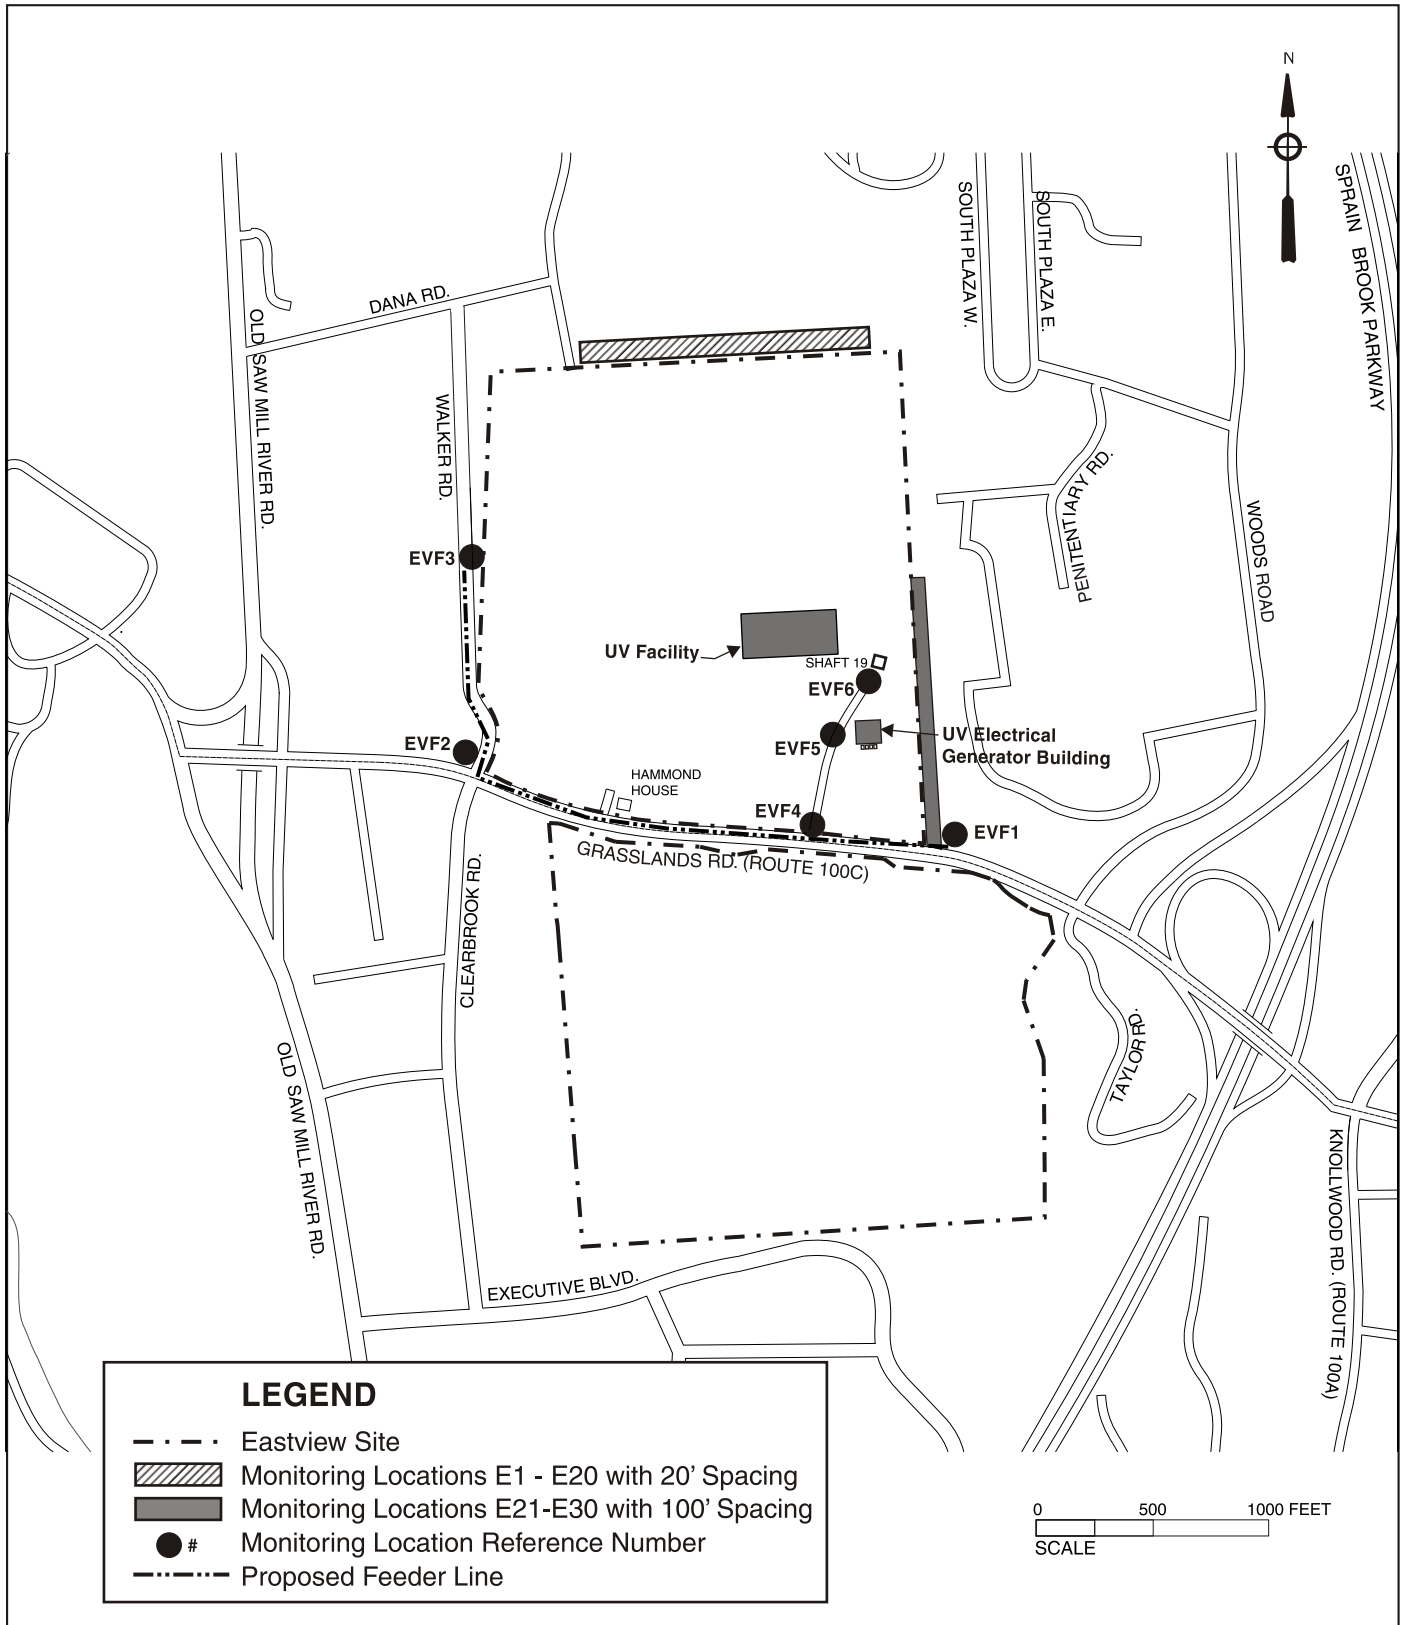 N
SOUTH PLAZA W.
SOUTH PLAZA E.
SPRAIN BROOK PARKWAY
DANA RD.
OLD SAW MILL RIVER RD.
WALKER RD.
PENITENTIARY RD.
WOODS ROAD
EVF3
UV Facility
SHAFT 19
EVF6
EVF2
EVF5
UV Electrical
Generator Building
HAMMOND
HOUSE
EVF4
EVF1
GRASSLANDS RD. (ROUTE 100C)
CLEARBROOK RD.
TAYLOR RD.
OLD SAW MILL RIVER RD.
KNOLLWOOD RD. (ROUTE 100A)
EXECUTIVE BLVD.
LEGEND
Eastview Site
Monitoring Locations E1 - E20 with 20' Spacing
Monitoring Locations E21-E30 with 100' Spacing
# Monitoring Location Reference Number
Proposed Feeder Line
0 500 1000 FEET
SCALE